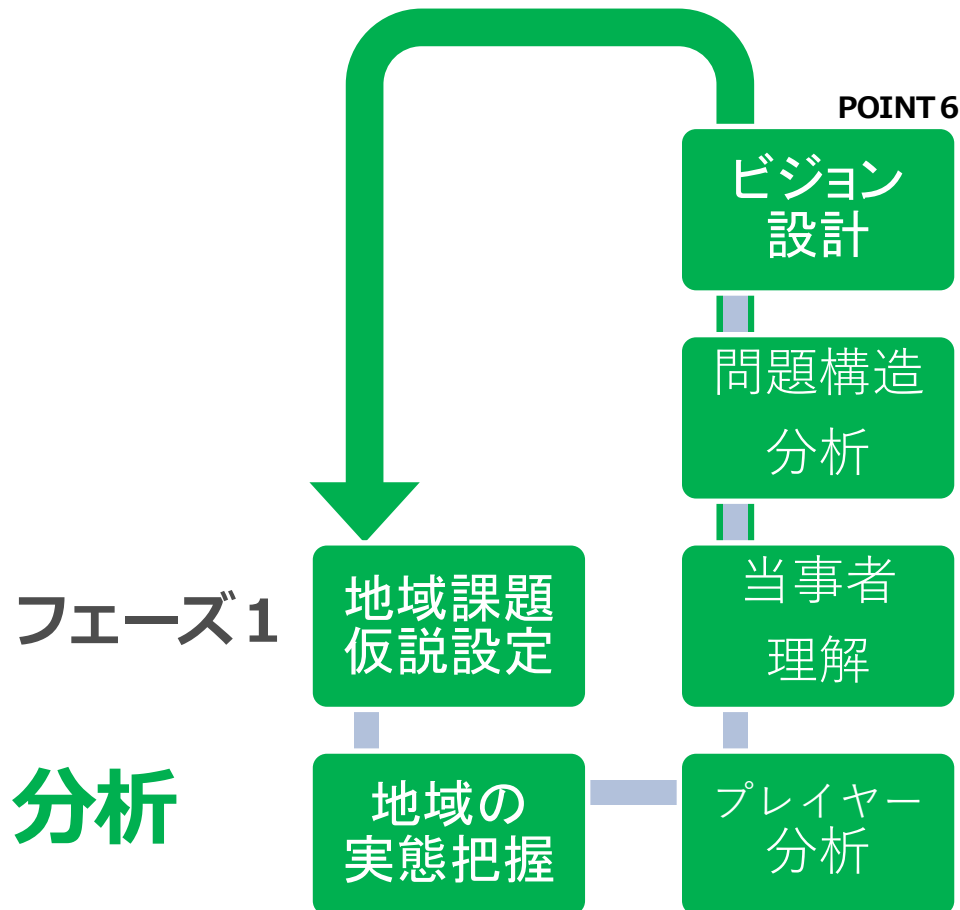 POINT 6
ビジョン
設計
問題構造
分析
フェーズ１
地域課題
仮説設定
当事者
理解
分析
地域の
実態把握
プレイヤー
分析